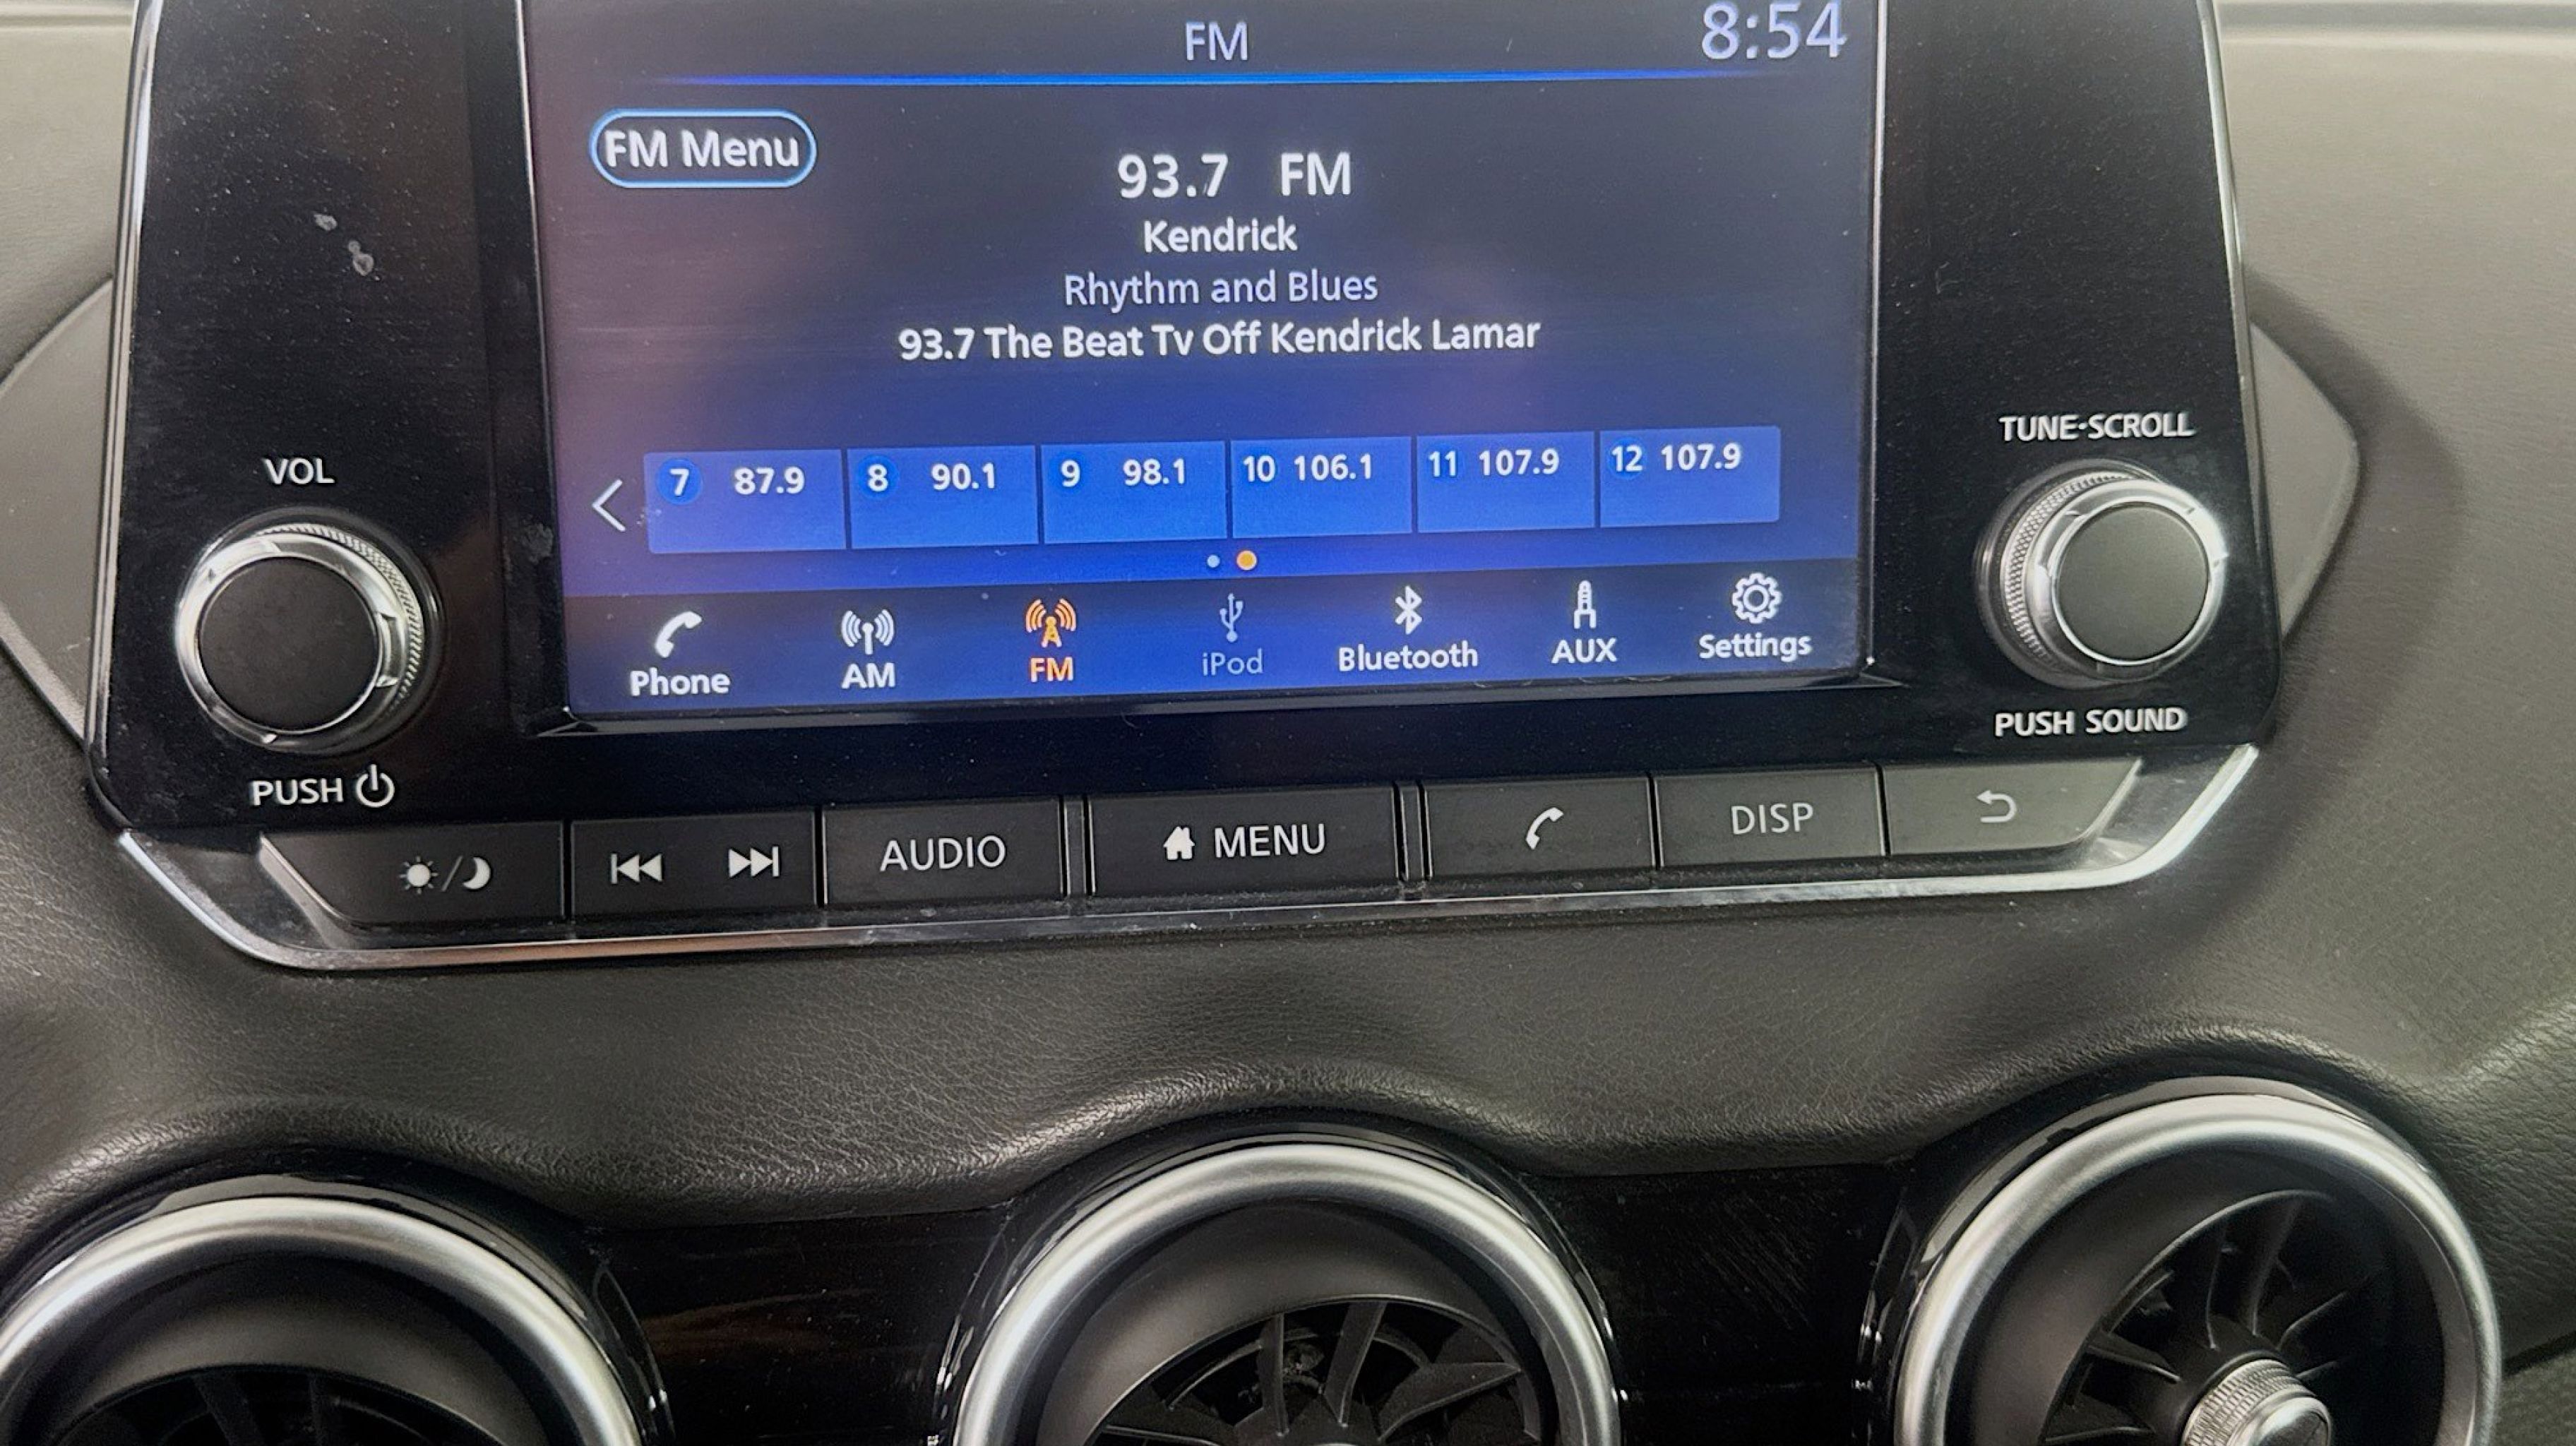 FM 8:54
FM Menu
93.7 FM
Kendrick
Rhythm and Blues
93.7 The Beat Tv Off Kendrick Lamar
7 87.9 8 90.1 9 98.1 10 106.1 11 107.9 12 107.9
Phone AM FM iPod Bluetooth AUX Settings
VOL
PUSH
TUNE·SCROLL
PUSH SOUND
AUDIO MENU DISP